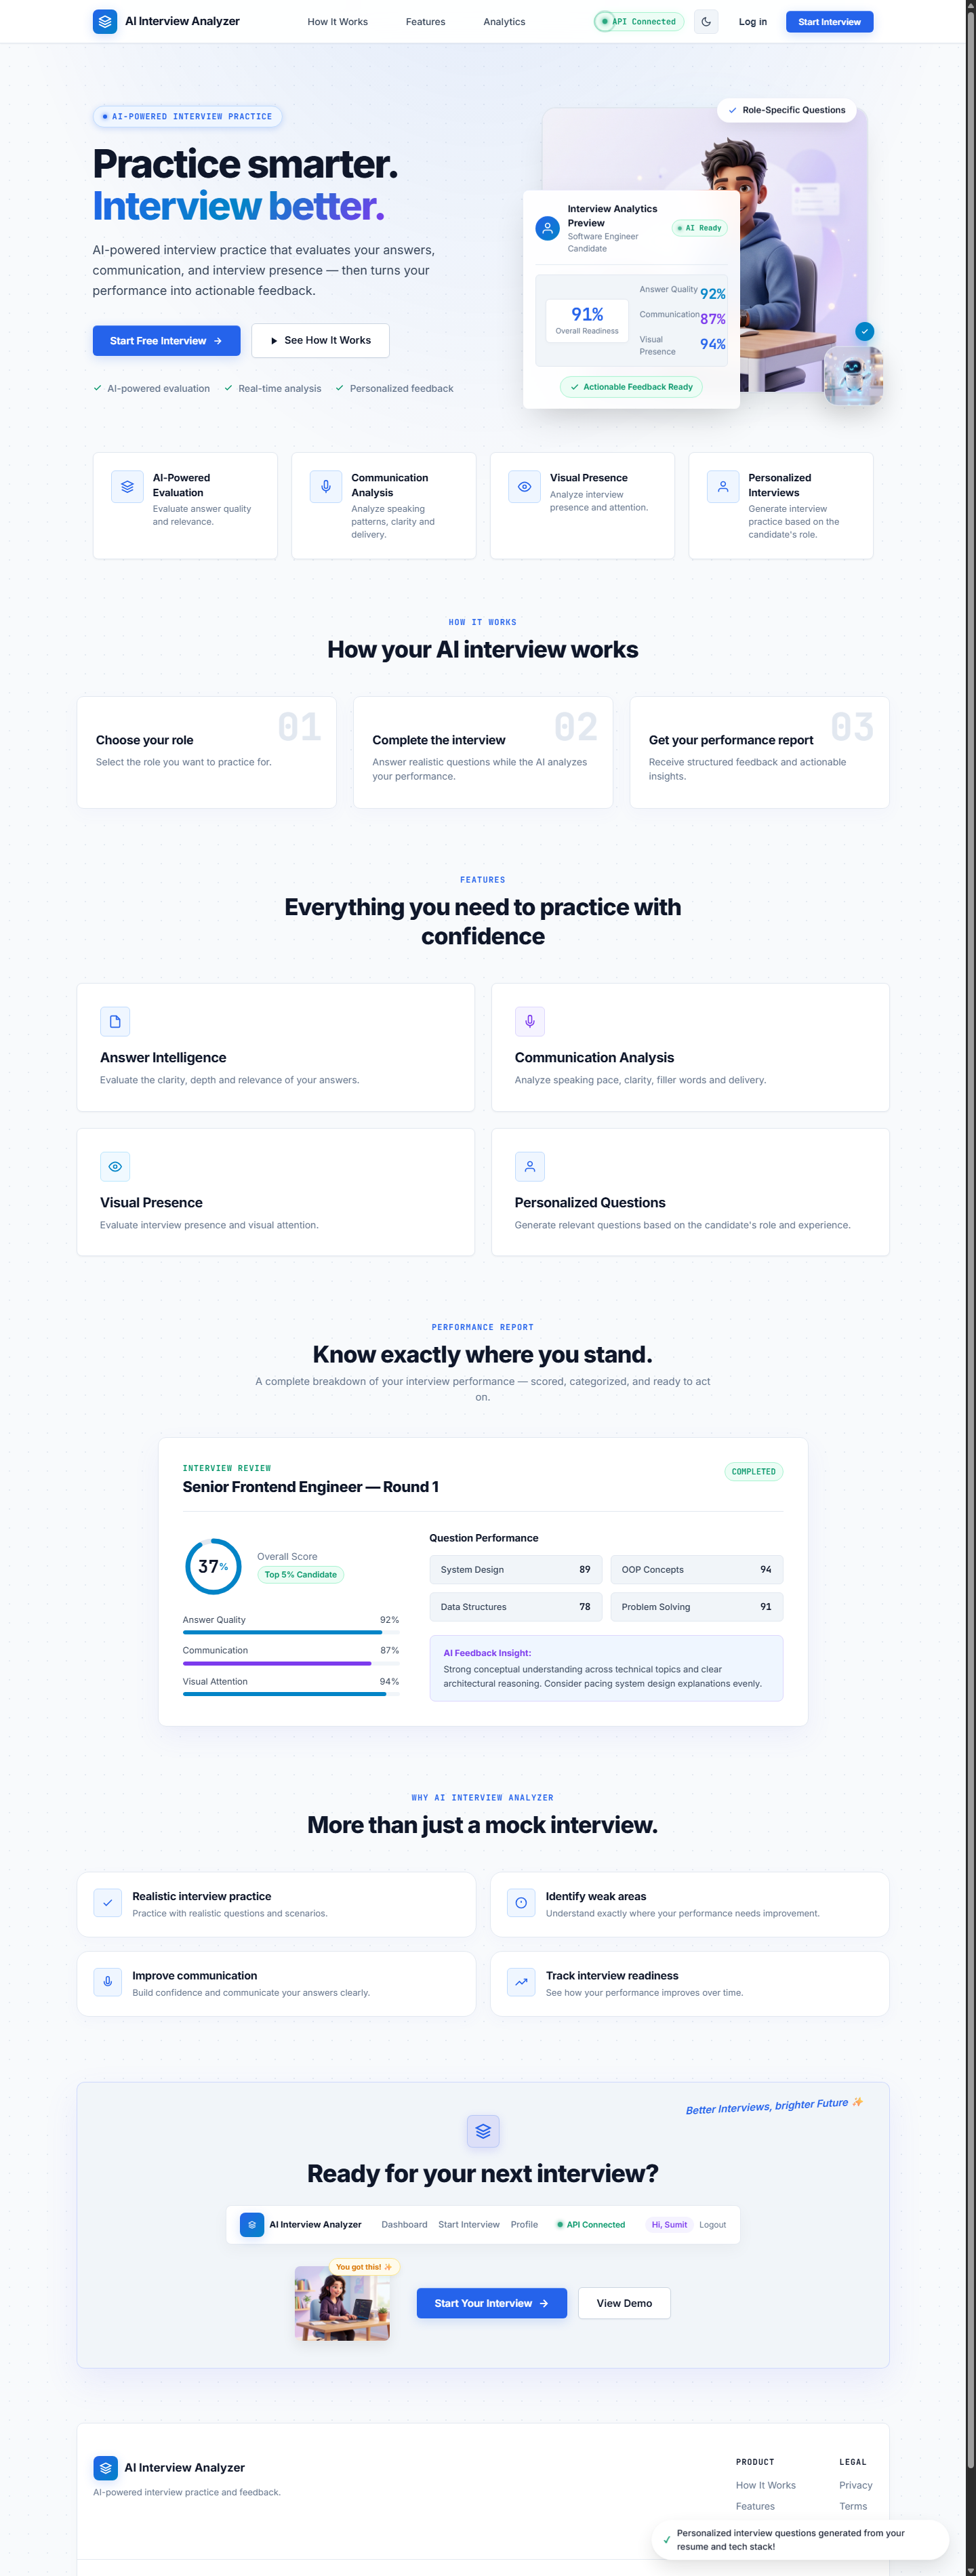 AI Interview Analyzer
How It Works
Features
Analytics
API Connected
Log in
Start Interview
AI-POWERED INTERVIEW PRACTICE
Practice smarter.
Interview better.
AI-powered interview practice that evaluates your answers,
communication, and interview presence — then turns your
performance into actionable feedback.
Start Free Interview →
See How It Works
AI-powered evaluation
Real-time analysis
Personalized feedback
Role-Specific Questions
Interview Analytics
Preview
Software Engineer
Candidate
AI Ready
91%
Overall Readiness
Answer Quality 92%
Communication 87%
Visual
Presence
94%
Actionable Feedback Ready
AI-Powered
Evaluation
Evaluate answer quality
and relevance.
Communication
Analysis
Analyze speaking
patterns, clarity and
delivery.
Visual Presence
Analyze interview
presence and attention.
Personalized
Interviews
Generate interview
practice based on the
candidate's role.
HOW IT WORKS
How your AI interview works
01
Choose your role
Select the role you want to practice for.
02
Complete the interview
Answer realistic questions while the AI analyzes
your performance.
03
Get your performance report
Receive structured feedback and actionable
insights.
FEATURES
Everything you need to practice with
confidence
Answer Intelligence
Evaluate the clarity, depth and relevance of your answers.
Communication Analysis
Analyze speaking pace, clarity, filler words and delivery.
Visual Presence
Evaluate interview presence and visual attention.
Personalized Questions
Generate relevant questions based on the candidate's role and experience.
PERFORMANCE REPORT
Know exactly where you stand.
A complete breakdown of your interview performance — scored, categorized, and ready to act
on.
INTERVIEW REVIEW
Senior Frontend Engineer — Round 1
COMPLETED
37%
Overall Score
Top 5% Candidate
Answer Quality 92%
Communication 87%
Visual Attention 94%
Question Performance
System Design 89
OOP Concepts 94
Data Structures 78
Problem Solving 91
AI Feedback Insight:
Strong conceptual understanding across technical topics and clear
architectural reasoning. Consider pacing system design explanations evenly.
WHY AI INTERVIEW ANALYZER
More than just a mock interview.
Realistic interview practice
Practice with realistic questions and scenarios.
Identify weak areas
Understand exactly where your performance needs improvement.
Improve communication
Build confidence and communicate your answers clearly.
Track interview readiness
See how your performance improves over time.
Better Interviews, brighter Future ✨
Ready for your next interview?
AI Interview Analyzer
Dashboard
Start Interview
Profile
API Connected
Hi, Sumit
Logout
You got this! ✨
Start Your Interview →
View Demo
AI Interview Analyzer
AI-powered interview practice and feedback.
PRODUCT
How It Works
Features
LEGAL
Privacy
Terms
✓ Personalized interview questions generated from your
resume and tech stack!